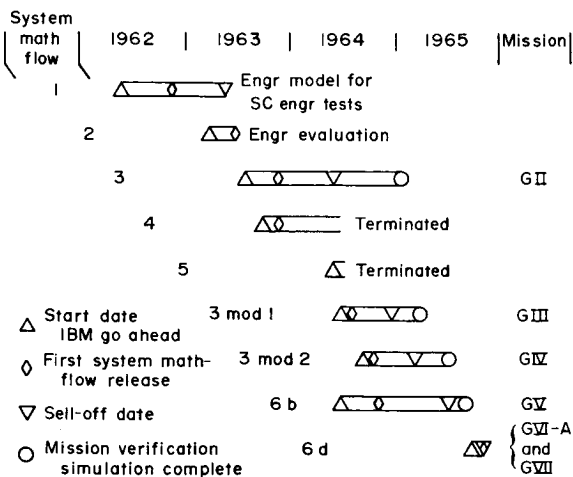 System
math
flow
1962 | 1963 | 1964 | 1965 |Mission|
1
Engr model for
SC engr tests
2
Engr evaluation
3
GII
4
Terminated
5
Terminated
Start date
IBM go ahead
3 mod 1
GIII
First system math-
flow release
3 mod 2
GIV
Sell-off date
6 b
GV
Mission verification
simulation complete
6 d
GVI-A
and
GVII